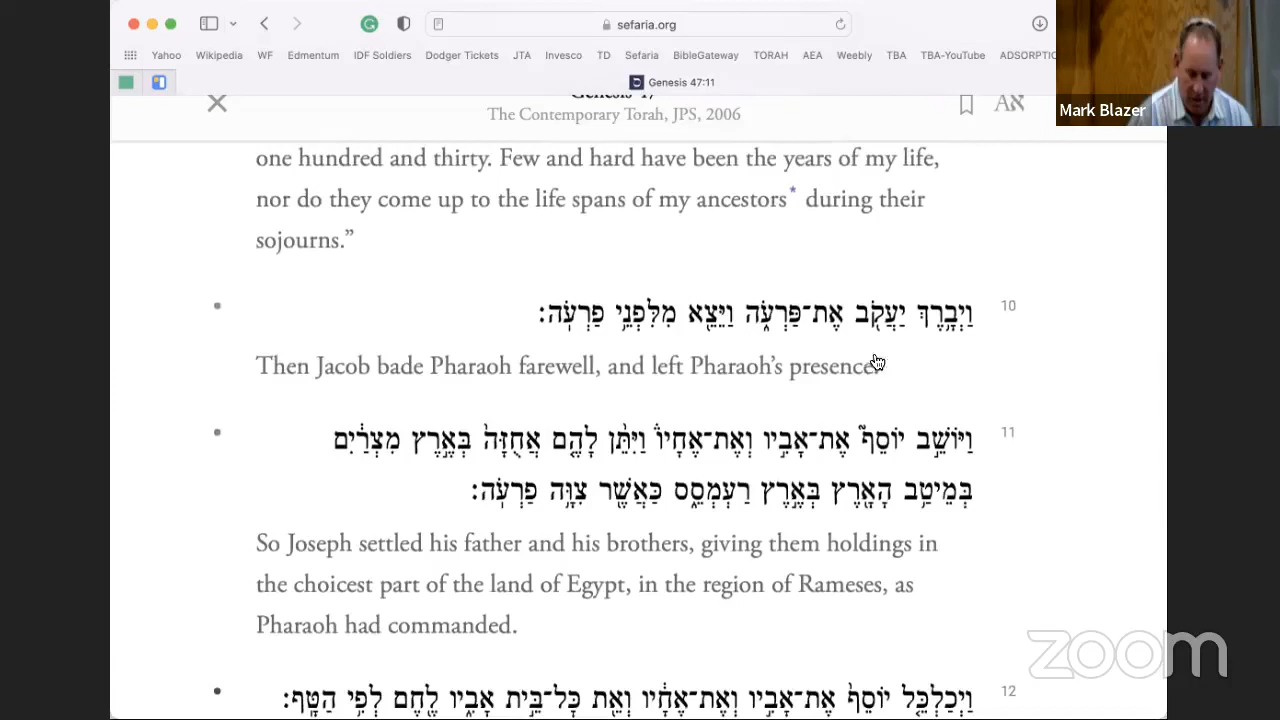 sefaria.org
Yahoo Wikipedia WF Edmentum IDF Soldiers Dodger Tickets JTA Invesco TD Sefaria BibleGateway TORAH AEA Weebly TBA TBA-YouTube ADSORPTIO
Genesis 47:11
Mark Blazer
The Contemporary Torah, JPS, 2006
אA
one hundred and thirty. Few and hard have been the years of my life,
nor do they come up to the life spans of my ancestors* during their
sojourns.”
10 וַיְבָ֥רֶךְ יַעֲקֹ֖ב אֶת־פַּרְעֹ֑ה וַיֵּצֵ֖א מִלִּפְנֵ֥י פַרְעֹֽה׃
Then Jacob bade Pharaoh farewell, and left Pharaoh’s presence.
11 וַיּוֹשֵׁ֣ב יוֹסֵף֮ אֶת־אָבִ֣יו וְאֶת־אֶחָיו֒ וַיִּתֵּ֨ן לָהֶ֤ם אֲחֻזָּה֙ בְּאֶ֣רֶץ מִצְרַ֔יִם
בְּמֵיטַ֥ב הָאָ֖רֶץ בְּאֶ֣רֶץ רַעְמְסֵ֑ס כַּאֲשֶׁ֖ר צִוָּ֥ה פַרְעֹֽה׃
So Joseph settled his father and his brothers, giving them holdings in
the choicest part of the land of Egypt, in the region of Rameses, as
Pharaoh had commanded.
12 וַיְכַלְכֵּ֤ל יוֹסֵף֙ אֶת־אָבִ֣יו וְאֶת־אֶחָ֔יו וְאֵ֖ת כׇּל־בֵּ֣ית אָבִ֑יו לֶ֖חֶם לְפִ֥י הַטָּֽף׃
zoom